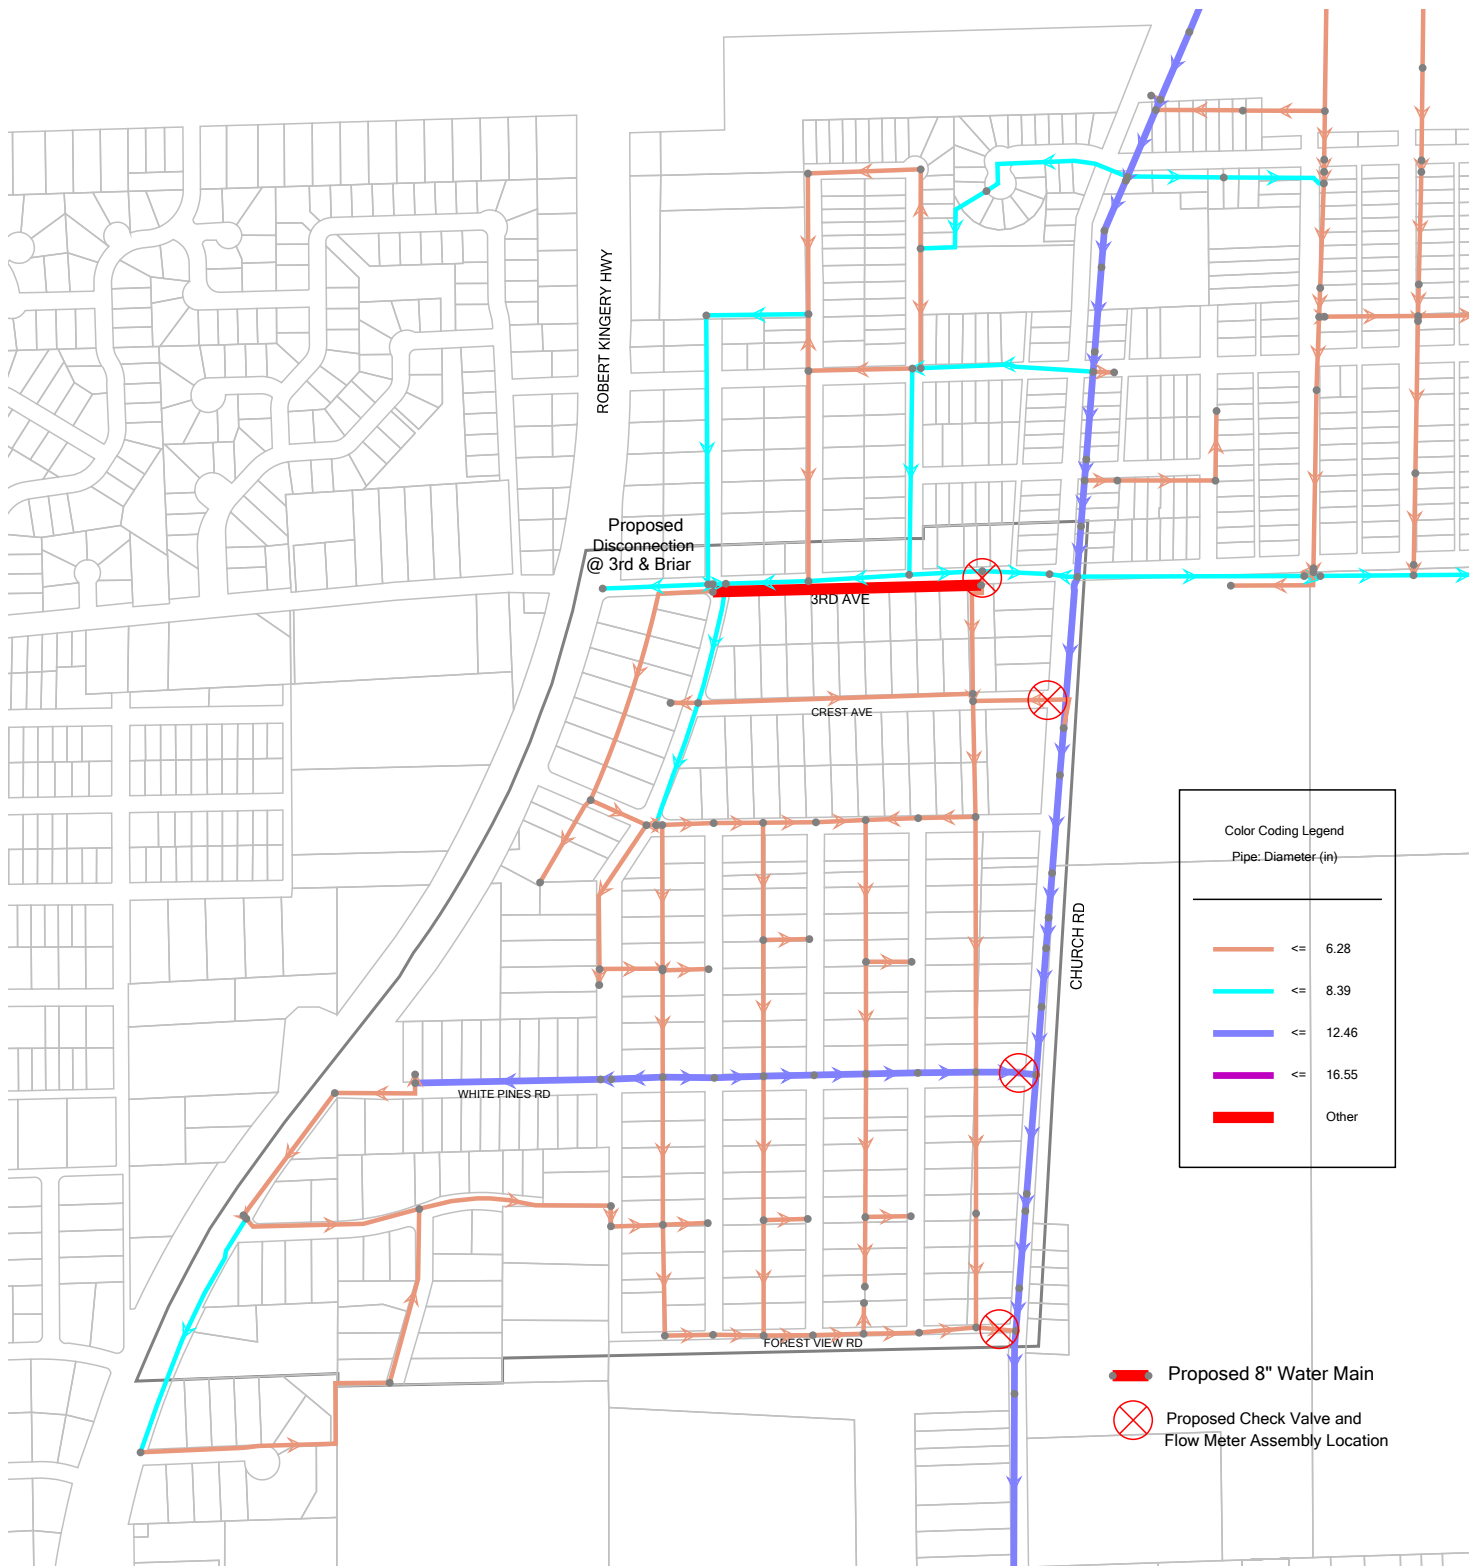 ROBERT KINGERY HWY
Proposed
Disconnection
@ 3rd & Briar
3RD AVE
CREST AVE
CHURCH RD
WHITE PINES RD
FOREST VIEW RD
Color Coding Legend
Pipe: Diameter (in)
<= 6.28
<= 8.39
<= 12.46
<= 16.55
Other
Proposed 8" Water Main
Proposed Check Valve and
Flow Meter Assembly Location